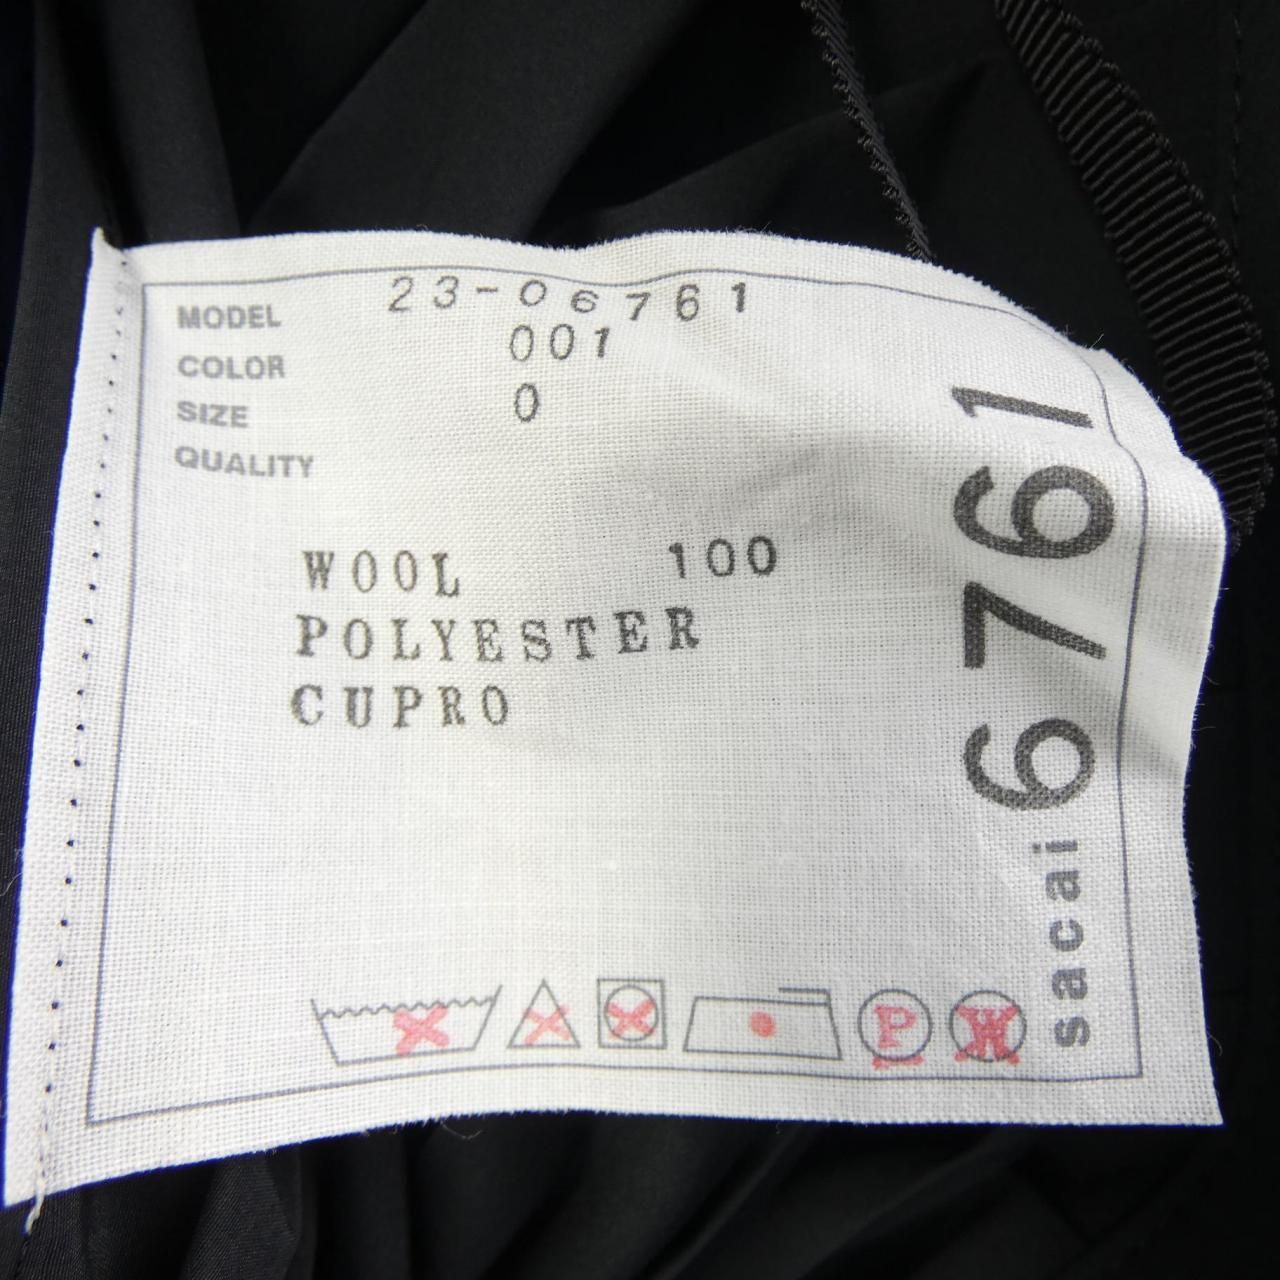 MODEL 23-06761
COLOR 001
SIZE 0
QUALITY
WOOL 100
POLYESTER
CUPRO
P
W
sacai 6761